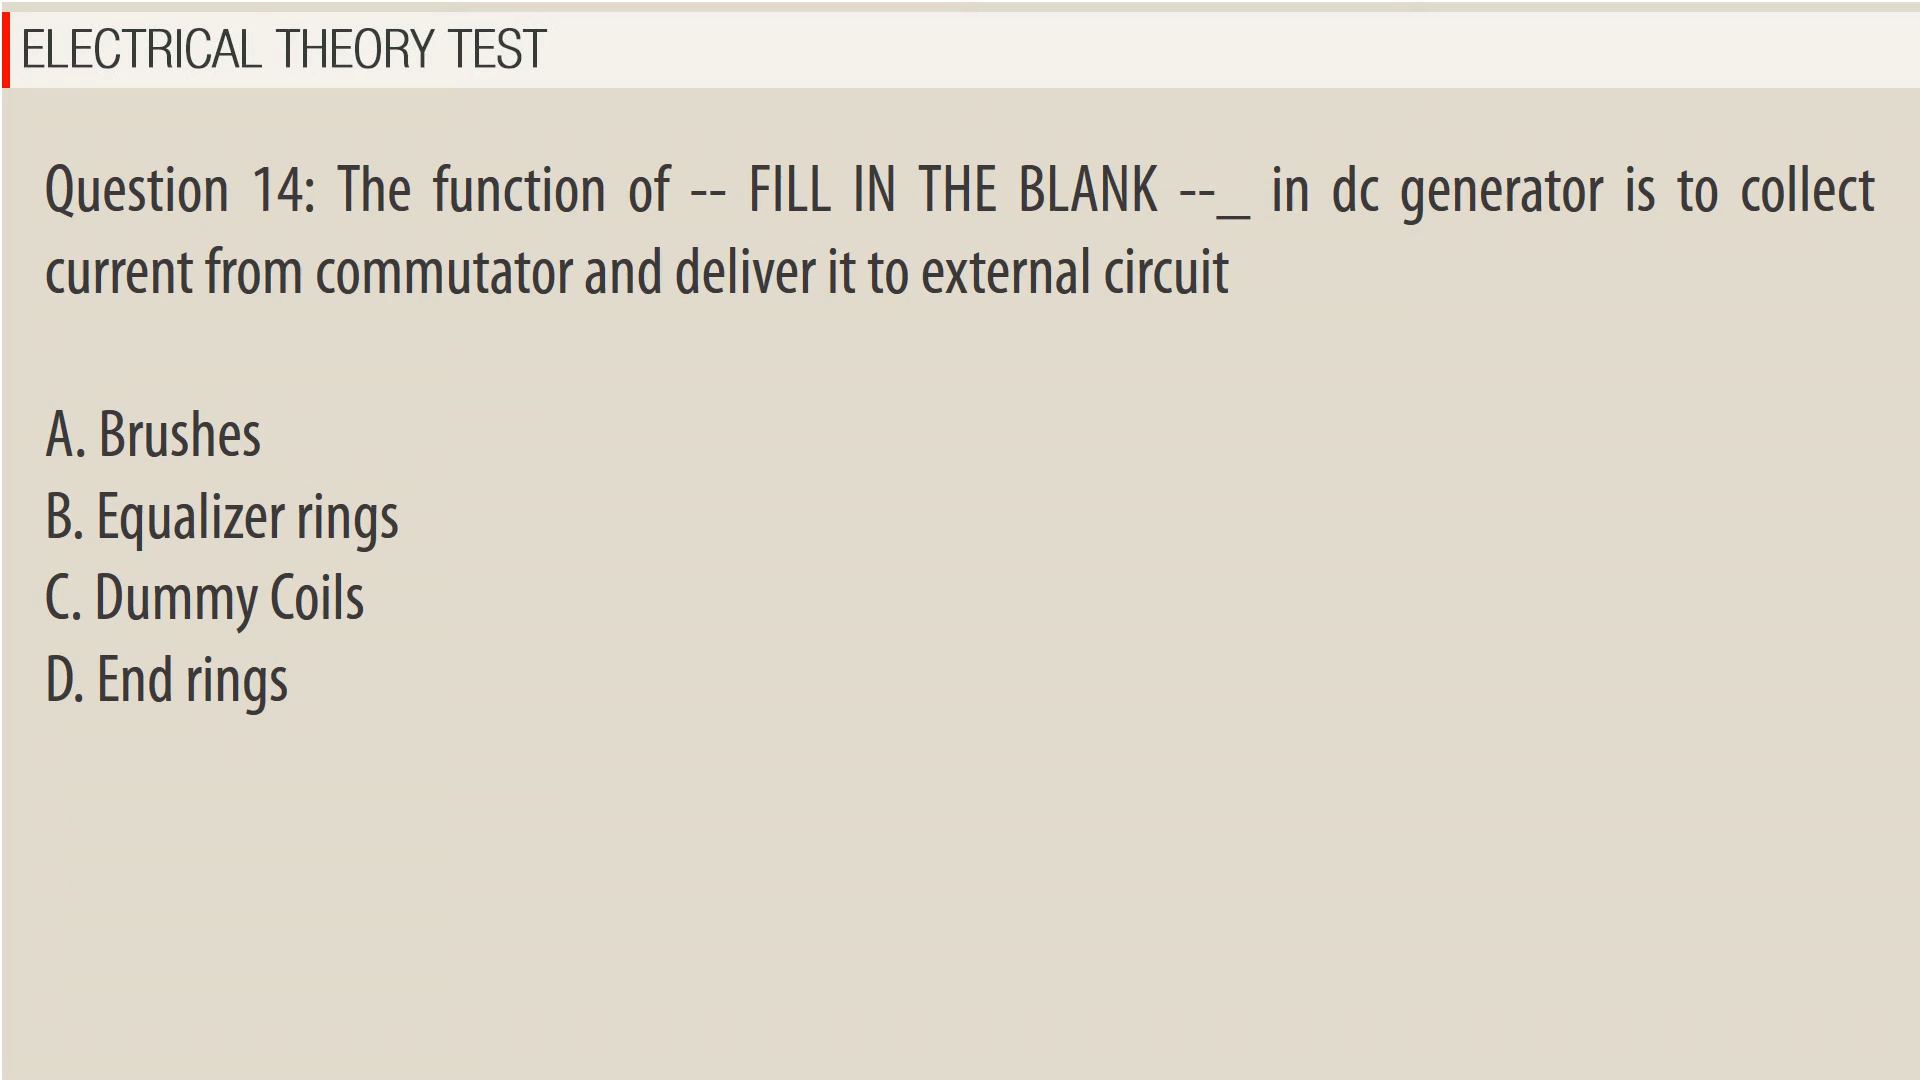 ELECTRICAL THEORY TEST
Question 14: The function of -- FILL IN THE BLANK --_ in dc generator is to collect
current from commutator and deliver it to external circuit
A. Brushes
B. Equalizer rings
C. Dummy Coils
D. End rings